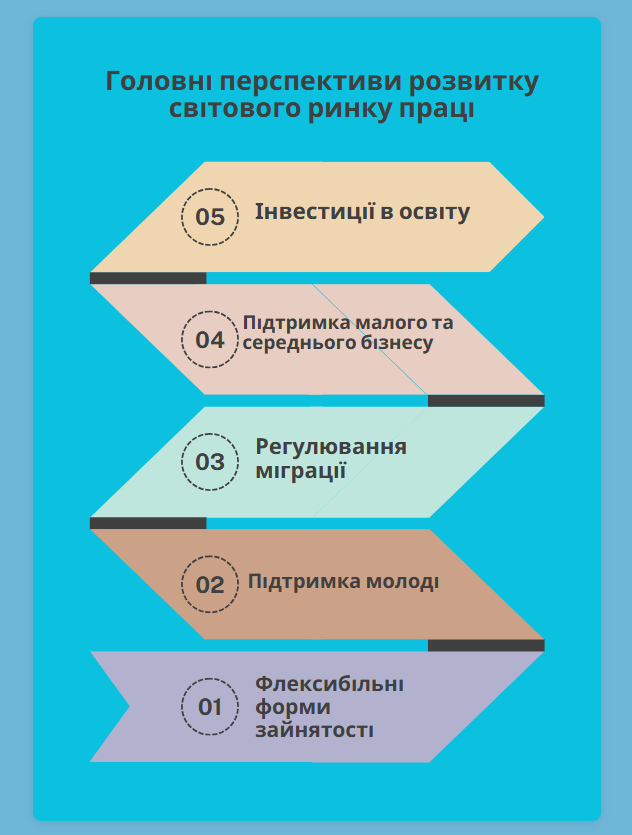 Головні перспективи розвитку
світового ринку праці
05
Інвестиції в освіту
04
Підтримка малого та
середнього бізнесу
03
Регулювання
міграції
02
Підтримка молоді
01
Флексибільні
форми
зайнятості